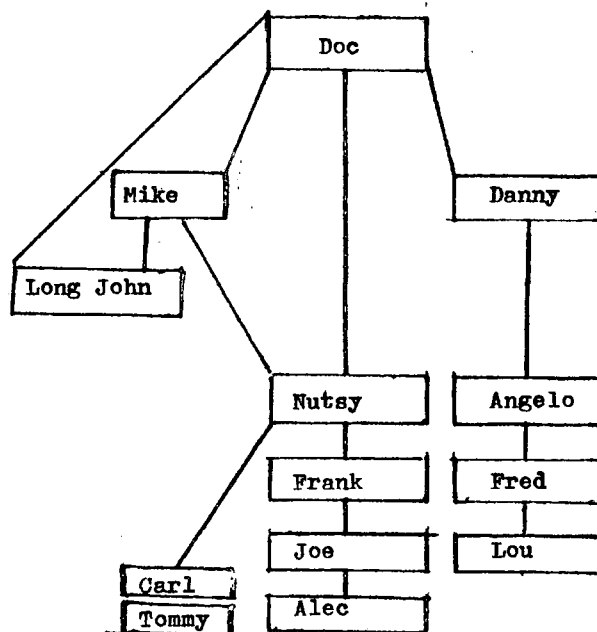 Doc
Mike
Danny
Long John
Nutsy
Angelo
Frank
Fred
Joe
Lou
Carl
Alec
Tommy